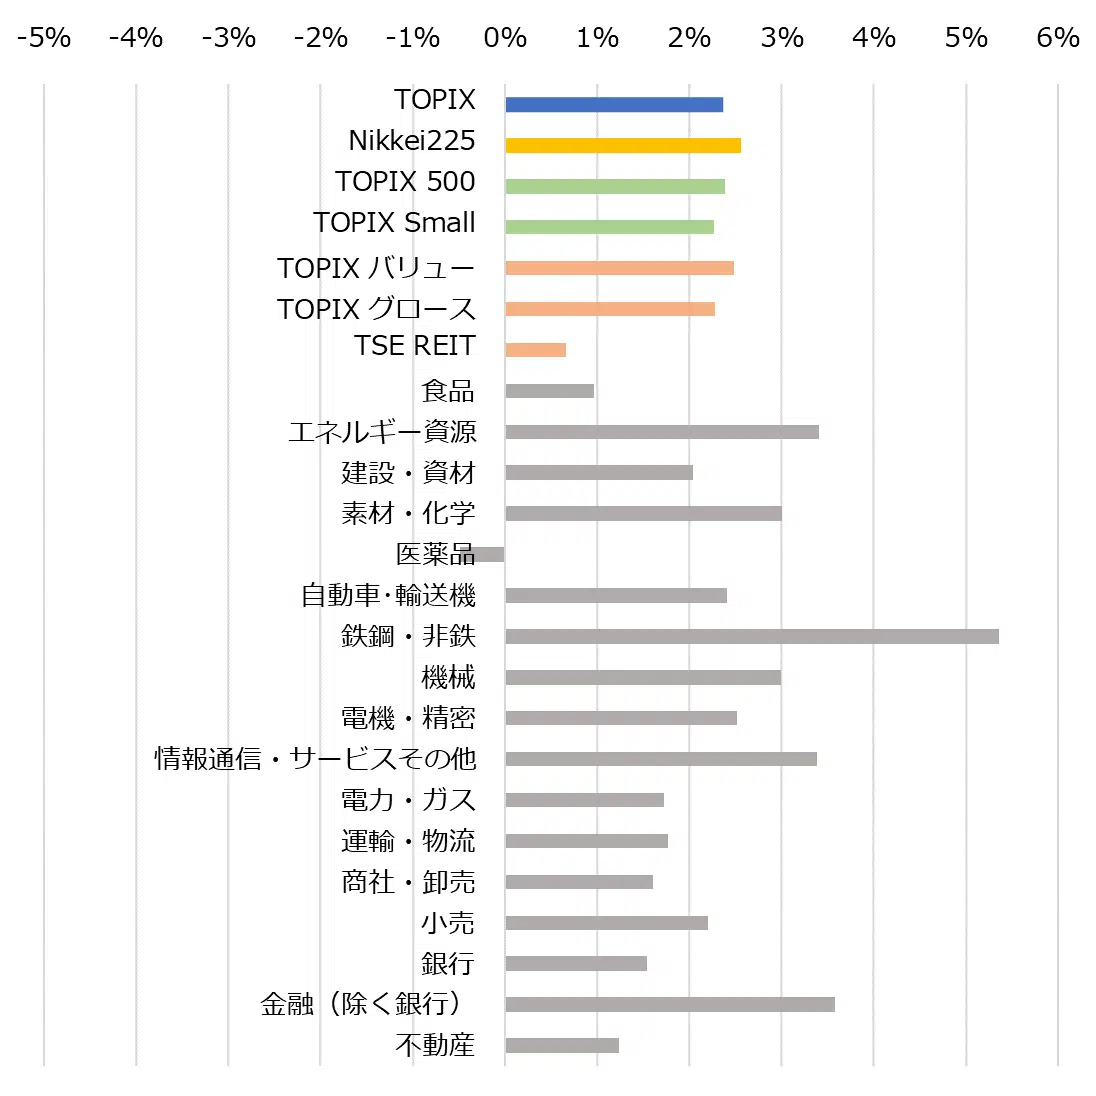 -5% -4% -3% -2% -1% 0% 1% 2% 3% 4% 5% 6%
TOPIX
Nikkei225
TOPIX 500
TOPIX Small
TOPIX バリュー
TOPIX グロース
TSE REIT
食品
エネルギー資源
建設・資材
素材・化学
医薬品
自動車･輸送機
鉄鋼・非鉄
機械
電機・精密
情報通信・サービスその他
電力・ガス
運輸・物流
商社・卸売
小売
銀行
金融（除く銀行）
不動産